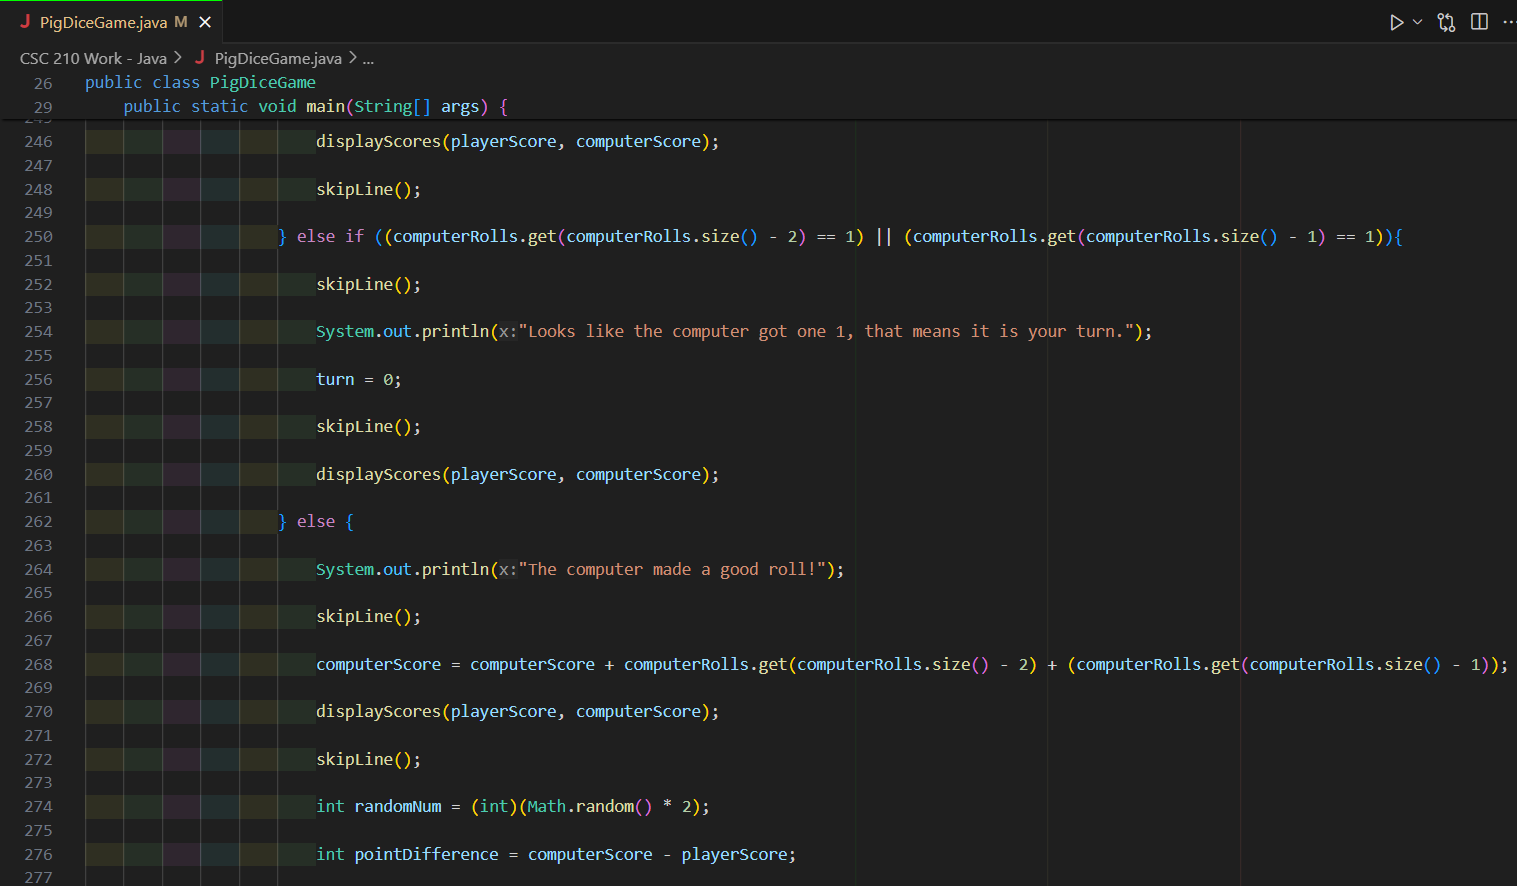 PigDiceGame.java M
CSC 210 Work - Java > PigDiceGame.java > ...
26 public class PigDiceGame
29 public static void main(String[] args) {
245
246 displayScores(playerScore, computerScore);
247
248 skipLine();
249
250 } else if ((computerRolls.get(computerRolls.size() - 2) == 1) || (computerRolls.get(computerRolls.size() - 1) == 1)){
251
252 skipLine();
253
254 System.out.println(x:"Looks like the computer got one 1, that means it is your turn.");
255
256 turn = 0;
257
258 skipLine();
259
260 displayScores(playerScore, computerScore);
261
262 } else {
263
264 System.out.println(x:"The computer made a good roll!");
265
266 skipLine();
267
268 computerScore = computerScore + computerRolls.get(computerRolls.size() - 2) + (computerRolls.get(computerRolls.size() - 1));
269
270 displayScores(playerScore, computerScore);
271
272 skipLine();
273
274 int randomNum = (int)(Math.random() * 2);
275
276 int pointDifference = computerScore - playerScore;
277